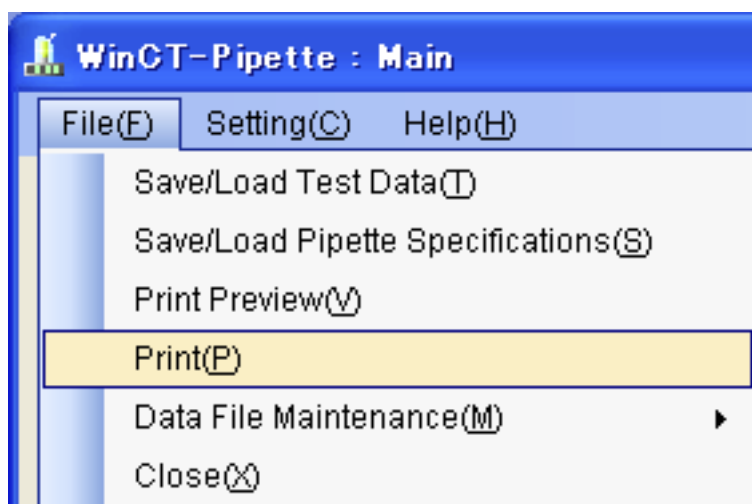 WinCT-Pipette : Main
File(F) Setting(C) Help(H)
Save/Load Test Data(T)
Save/Load Pipette Specifications(S)
Print Preview(V)
Print(P)
Data File Maintenance(M)
Close(X)